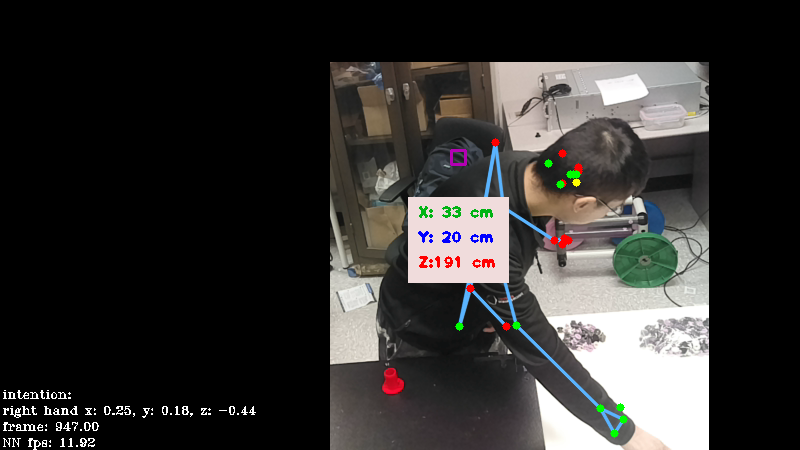 X: 33 cm
Y: 20 cm
Z:191 cm
intention:
right hand x: 0.25, y: 0.18, z: -0.44
frame: 947.00
NN fps: 11.92